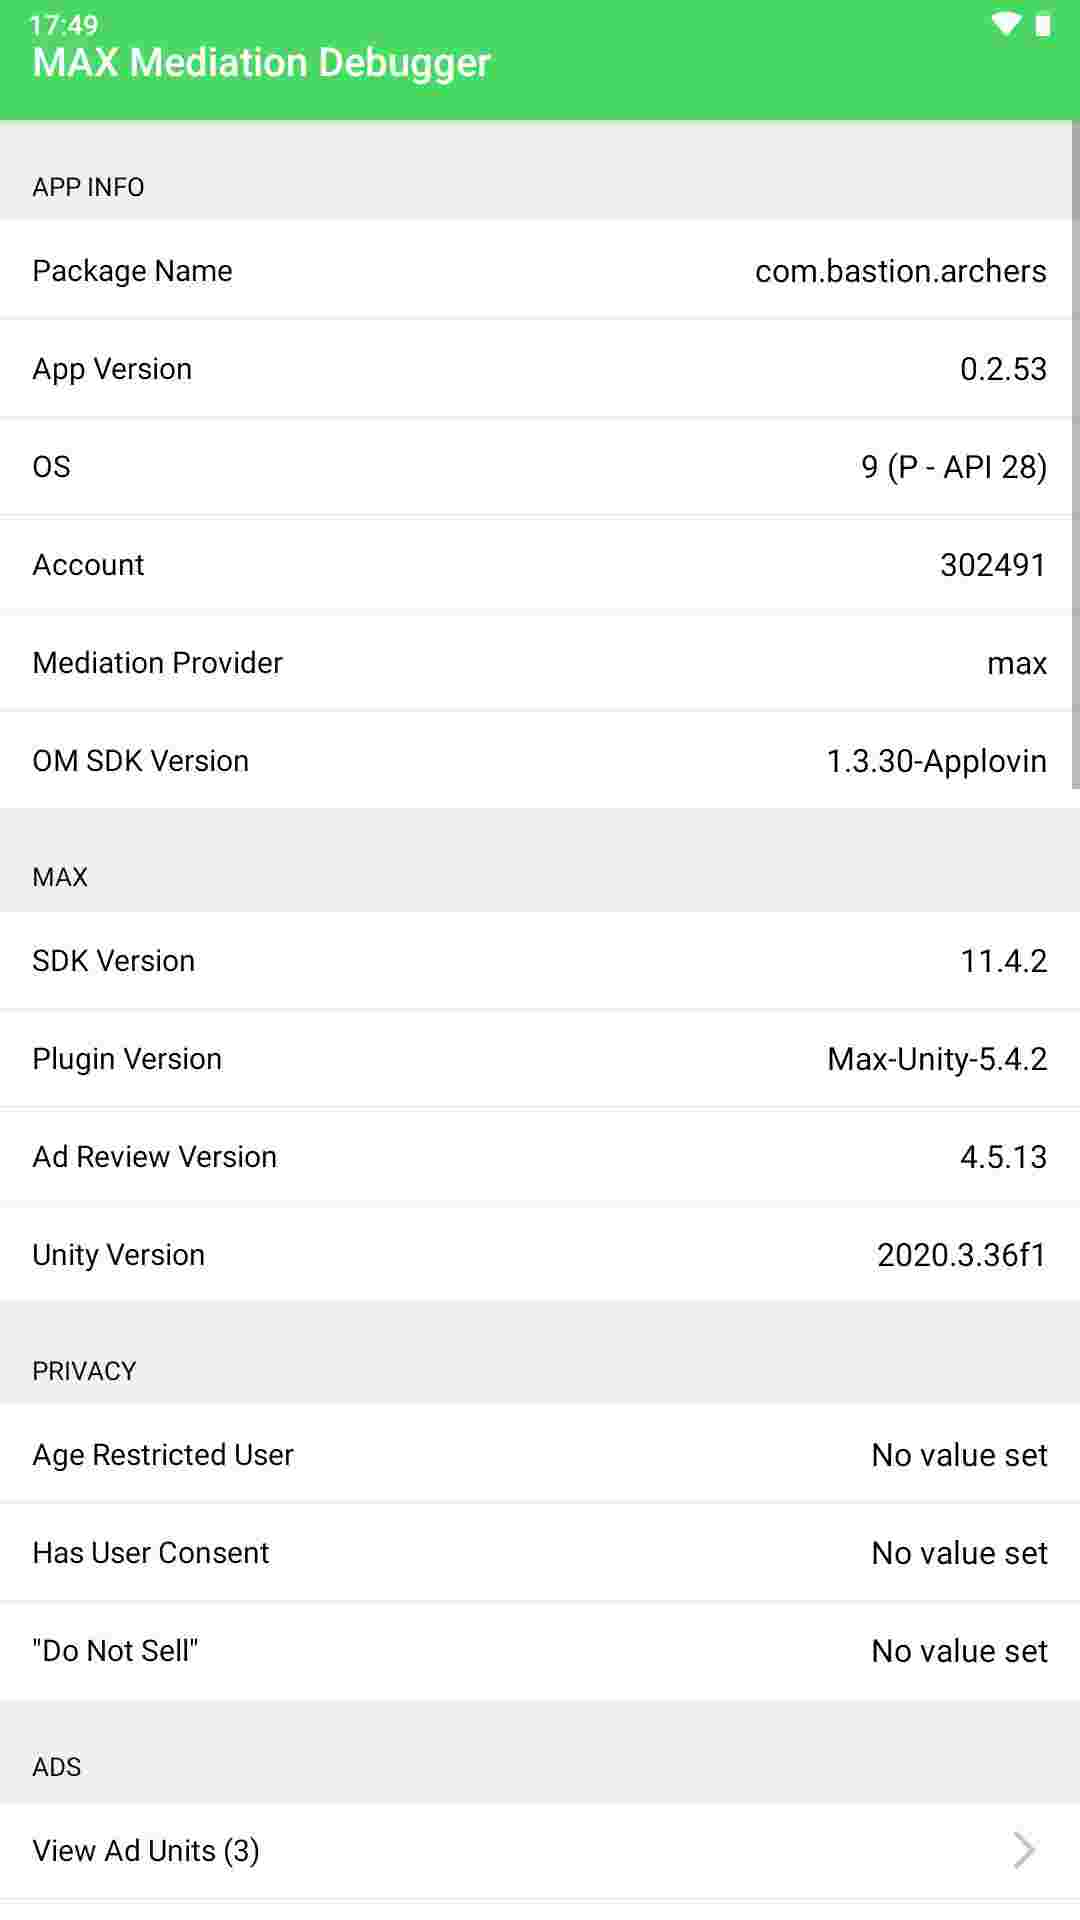 17:49
MAX Mediation Debugger
APP INFO
Package Name com.bastion.archers
App Version 0.2.53
OS 9 (P - API 28)
Account 302491
Mediation Provider max
OM SDK Version 1.3.30-Applovin
MAX
SDK Version 11.4.2
Plugin Version Max-Unity-5.4.2
Ad Review Version 4.5.13
Unity Version 2020.3.36f1
PRIVACY
Age Restricted User No value set
Has User Consent No value set
"Do Not Sell" No value set
ADS
View Ad Units (3)